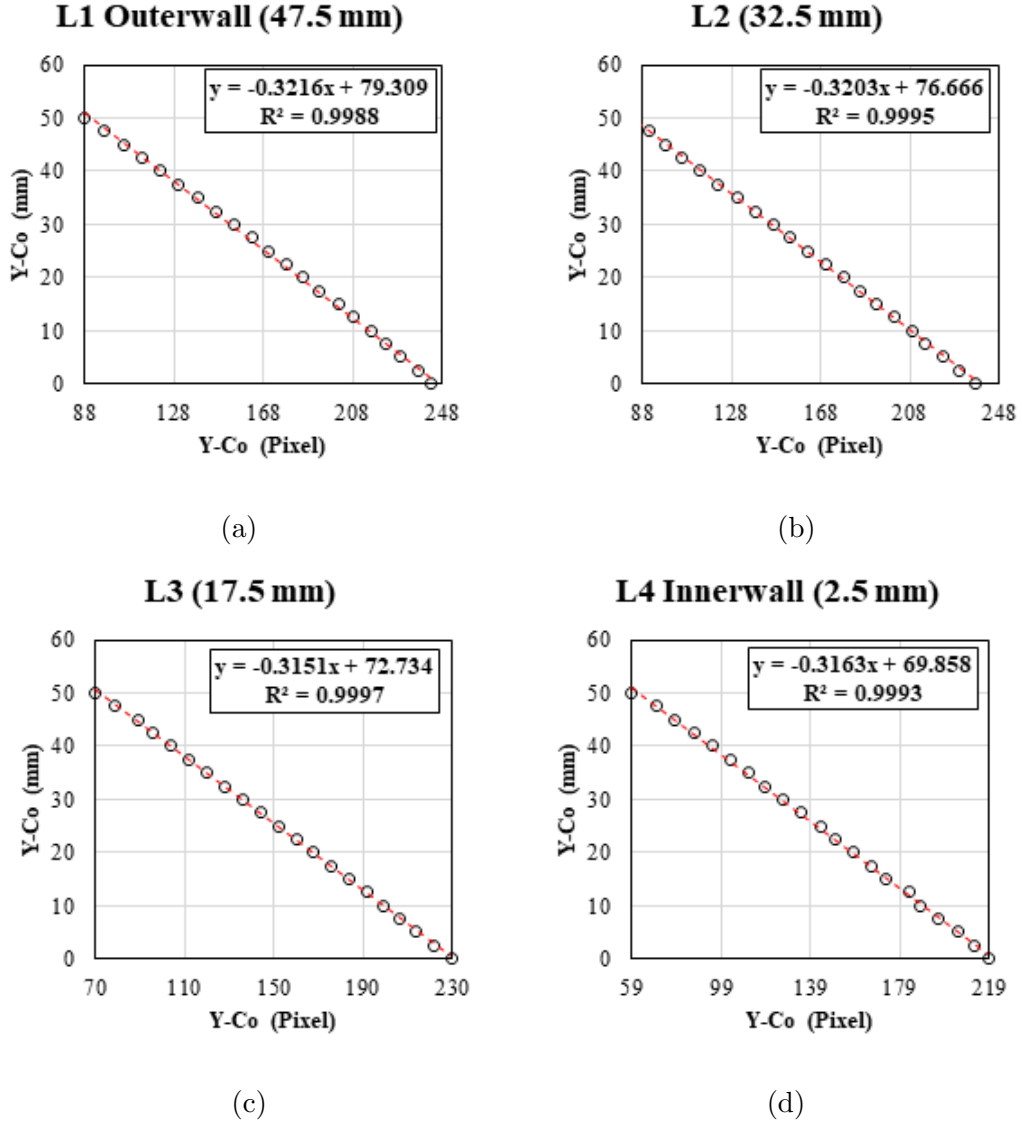 L1 Outerwall (47.5 mm)
y = -0.3216x + 79.309
R² = 0.9988
60
50
40
30
20
10
0
Y-Co (mm)
88 128 168 208 248
Y-Co (Pixel)
(a)
L2 (32.5 mm)
y = -0.3203x + 76.666
R² = 0.9995
60
50
40
30
20
10
0
Y-Co (mm)
88 128 168 208 248
Y-Co (Pixel)
(b)
L3 (17.5 mm)
y = -0.3151x + 72.734
R² = 0.9997
60
50
40
30
20
10
0
Y-Co (mm)
70 110 150 190 230
Y-Co (Pixel)
(c)
L4 Innerwall (2.5 mm)
y = -0.3163x + 69.858
R² = 0.9993
60
50
40
30
20
10
0
Y-Co (mm)
59 99 139 179 219
Y-Co (Pixel)
(d)